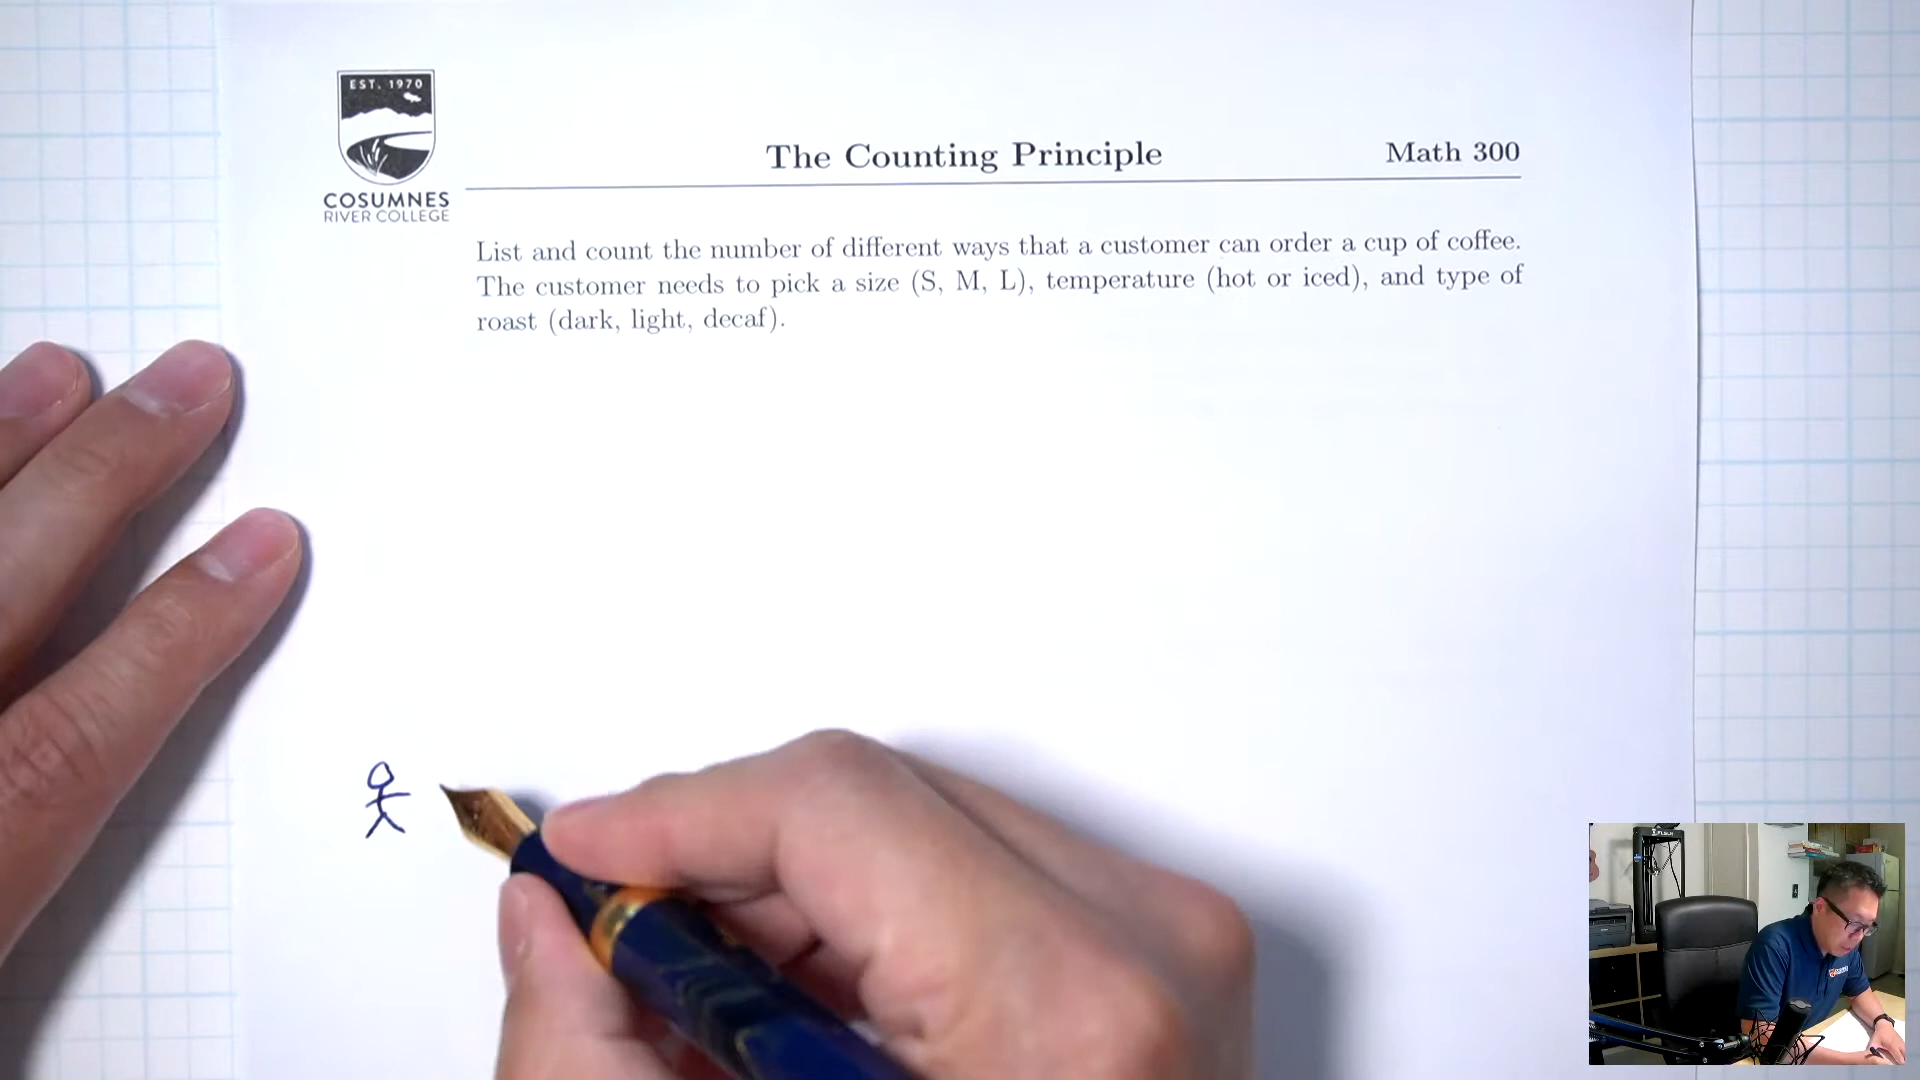 EST. 1970
COSUMNES
RIVER COLLEGE
The Counting Principle
Math 300
List and count the number of different ways that a customer can order a cup of coffee.
The customer needs to pick a size (S, M, L), temperature (hot or iced), and type of
roast (dark, light, decaf).